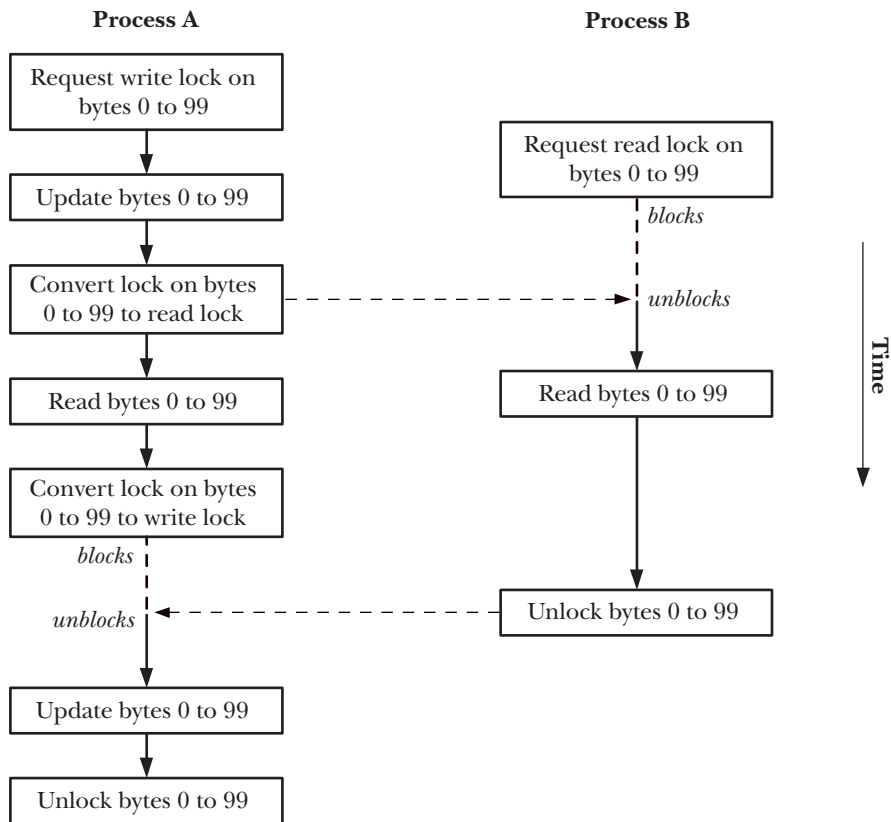 Process A
Process B
Request write lock on
bytes 0 to 99
Request read lock on
bytes 0 to 99
Update bytes 0 to 99
blocks
Convert lock on bytes
0 to 99 to read lock
unblocks
Time
Read bytes 0 to 99
Read bytes 0 to 99
Convert lock on bytes
0 to 99 to write lock
blocks
unblocks
Unlock bytes 0 to 99
Update bytes 0 to 99
Unlock bytes 0 to 99